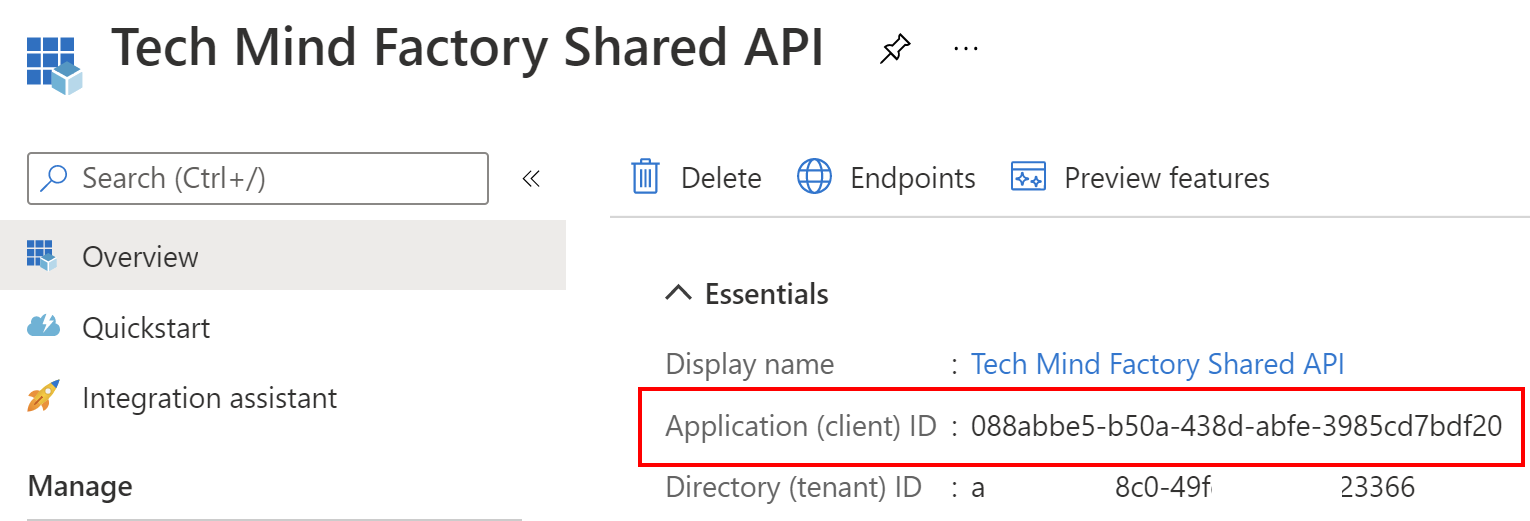 Tech Mind Factory Shared API
Search (Ctrl+/)
«
Delete
Endpoints
Preview features
Overview
Quickstart
Integration assistant
Manage
Essentials
Display name : Tech Mind Factory Shared API
Application (client) ID : 088abbe5-b50a-438d-abfe-3985cd7bdf20
Directory (tenant) ID : a 8c0-49f 23366